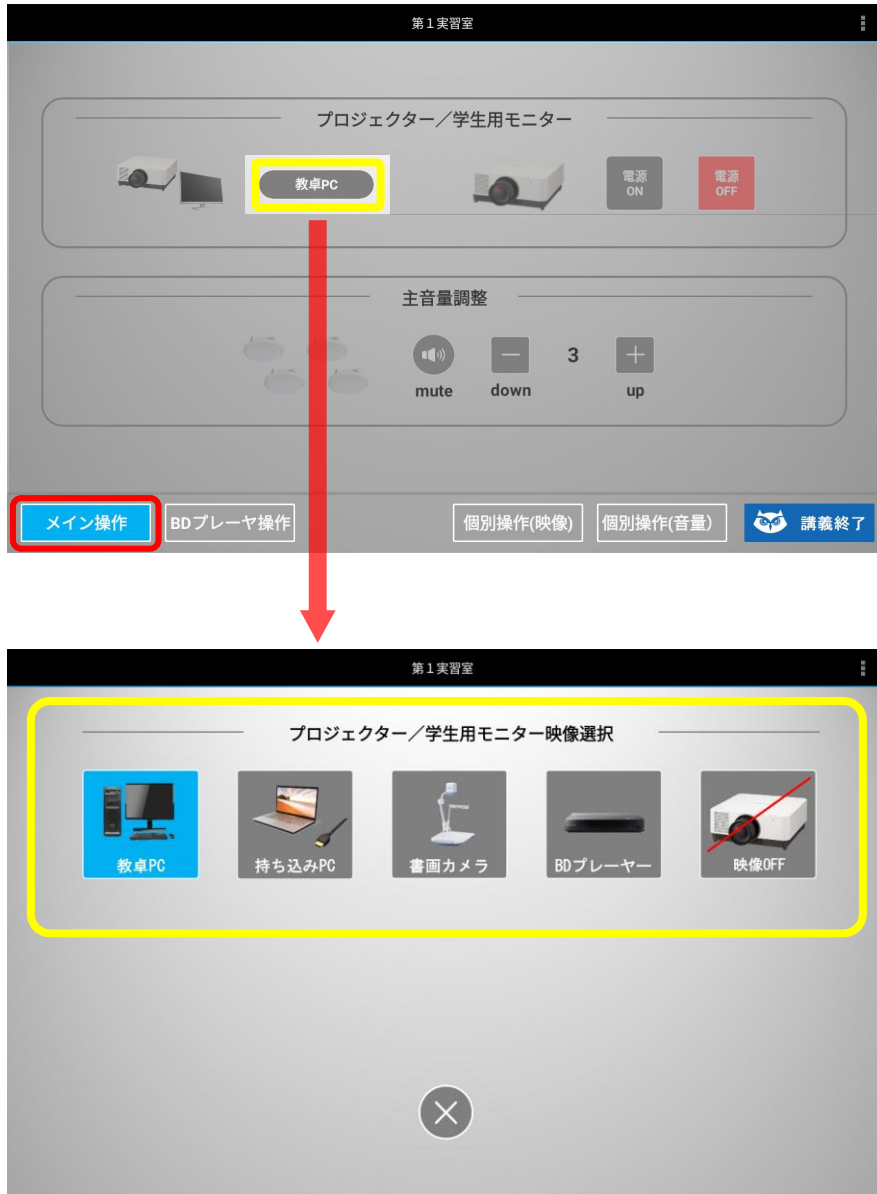 第１実習室
プロジェクター／学生用モニター
教卓PC
電源
ON
電源
OFF
主音量調整
3
mute
down
up
メイン操作
BDプレーヤ操作
個別操作(映像)
個別操作(音量）
講義終了
第１実習室
プロジェクター／学生用モニター映像選択
教卓PC
持ち込みPC
書画カメラ
BDプレーヤー
映像OFF